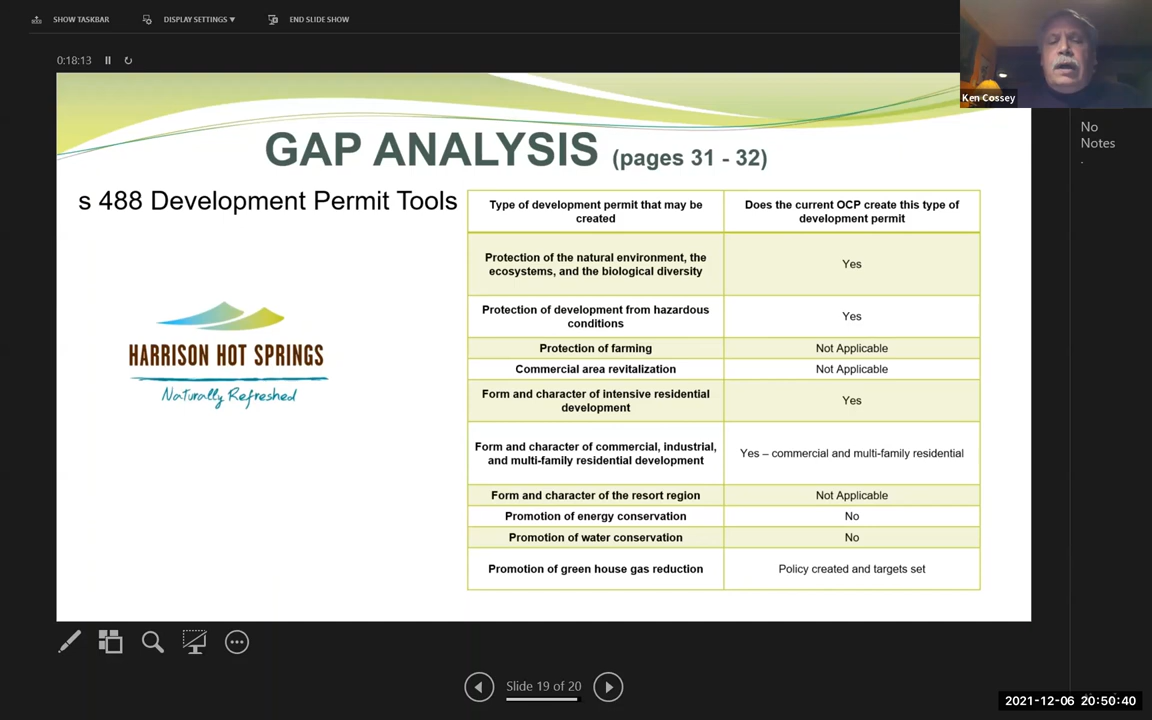 SHOW TASKBAR
DISPLAY SETTINGS ▾
END SLIDE SHOW
0:18:13
Ken Cossey
No
Notes
.
GAP ANALYSIS (pages 31 - 32)
s 488 Development Permit Tools
HARRISON HOT SPRINGS
Naturally Refreshed
Type of development permit that may be
created
Does the current OCP create this type of
development permit
Protection of the natural environment, the
ecosystems, and the biological diversity
Yes
Protection of development from hazardous
conditions
Yes
Protection of farming
Not Applicable
Commercial area revitalization
Not Applicable
Form and character of intensive residential
development
Yes
Form and character of commercial, industrial,
and multi-family residential development
Yes – commercial and multi-family residential
Form and character of the resort region
Not Applicable
Promotion of energy conservation
No
Promotion of water conservation
No
Promotion of green house gas reduction
Policy created and targets set
Slide 19 of 20
2021-12-06 20:50:40